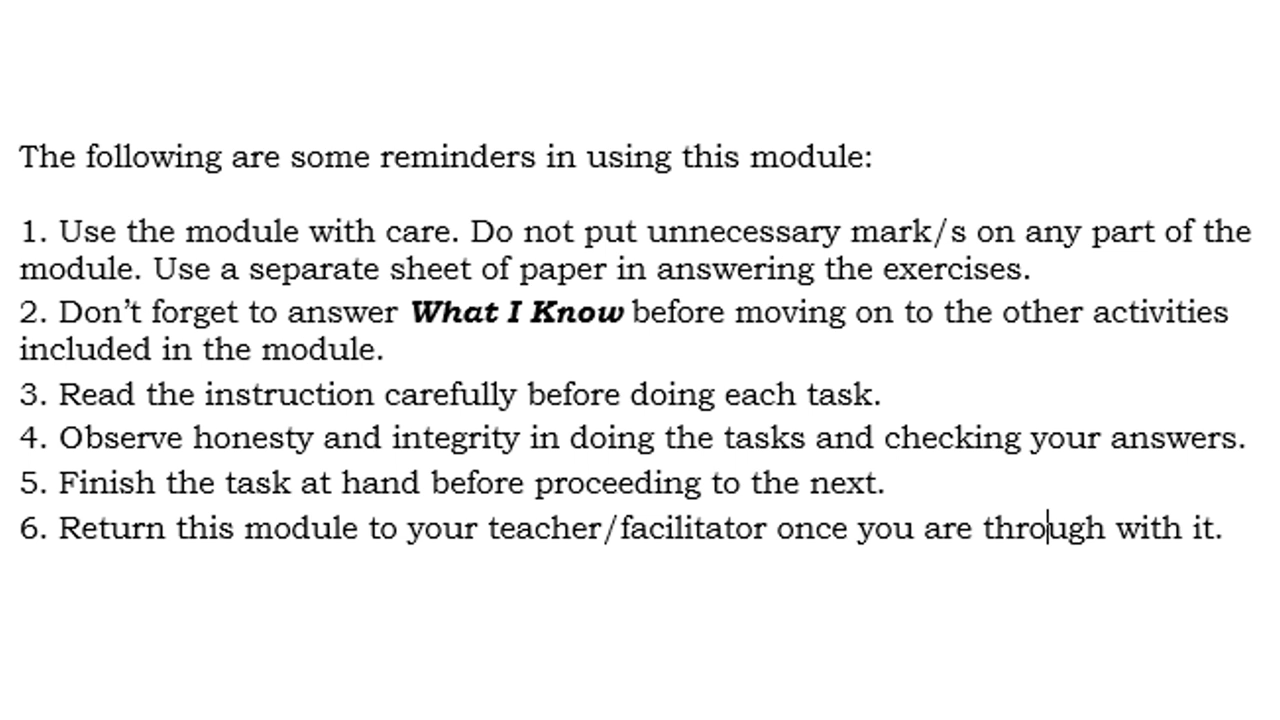 The following are some reminders in using this module:
1. Use the module with care. Do not put unnecessary mark/s on any part of the
module. Use a separate sheet of paper in answering the exercises.
2. Don’t forget to answer What I Know before moving on to the other activities
included in the module.
3. Read the instruction carefully before doing each task.
4. Observe honesty and integrity in doing the tasks and checking your answers.
5. Finish the task at hand before proceeding to the next.
6. Return this module to your teacher/facilitator once you are through with it.